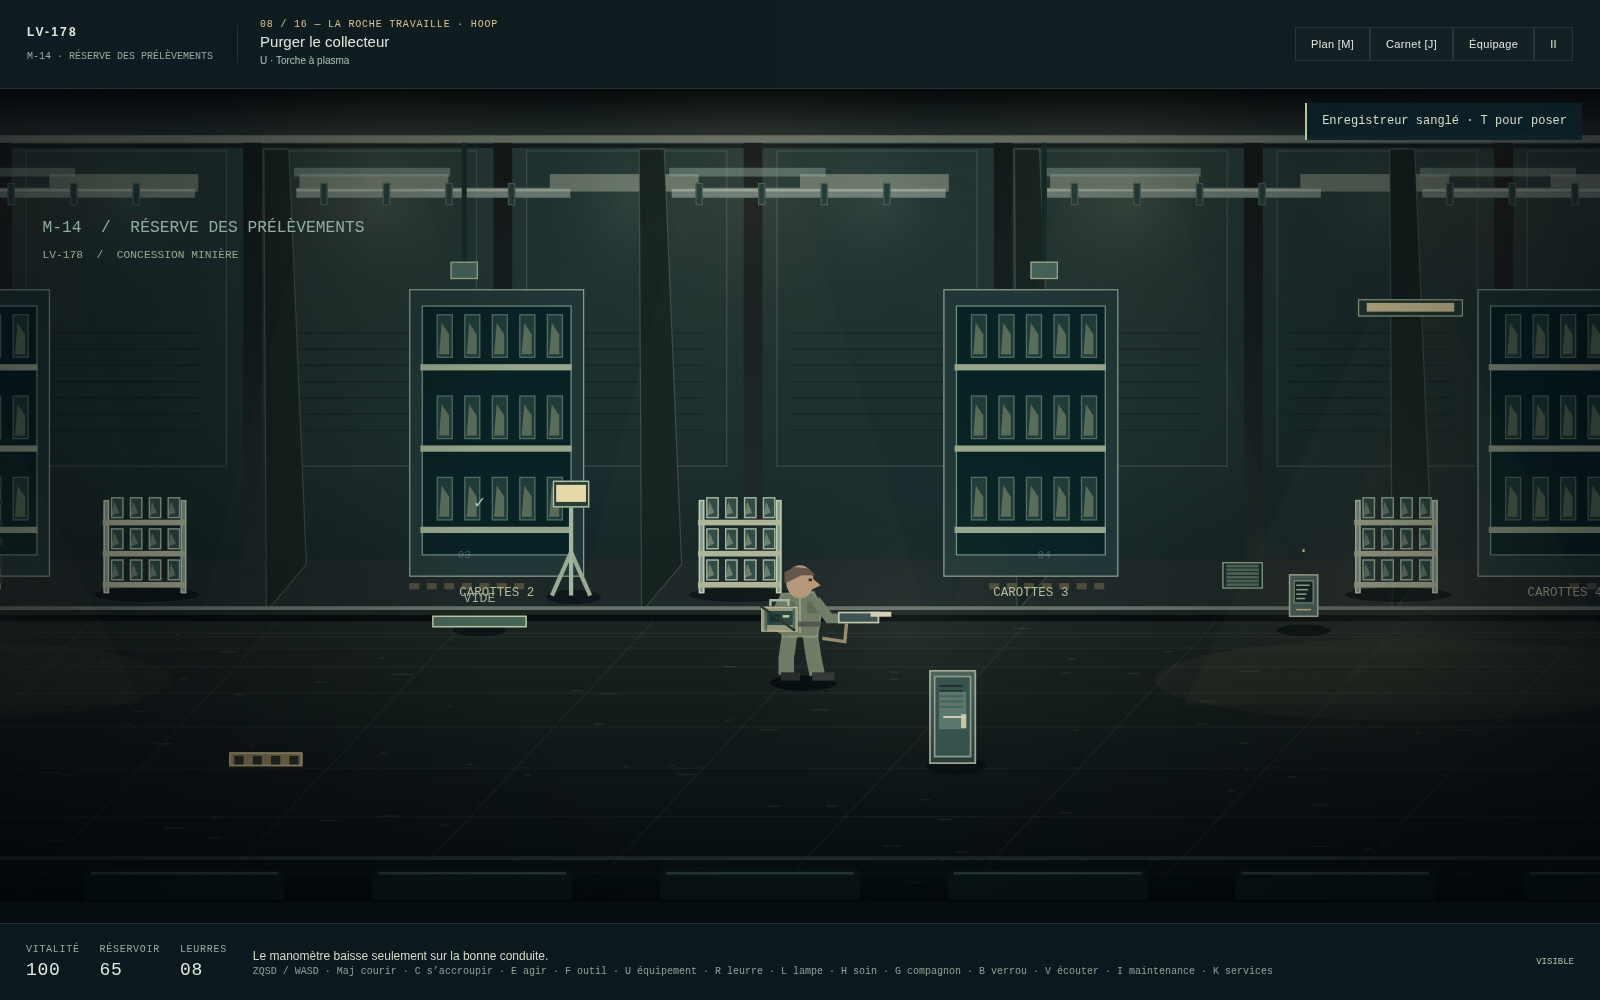 LV-178
M-14 · RÉSERVE DES PRÉLÈVEMENTS
08 / 16 — LA ROCHE TRAVAILLE · HOOP
Purger le collecteur
U · Torche à plasma
Plan [M]
Carnet [J]
Équipage
II
Enregistreur sanglé · T pour poser
M-14 / RÉSERVE DES PRÉLÈVEMENTS
LV-178 / CONCESSION MINIÈRE
03
04
CAROTTES 2
VIDE
CAROTTES 3
CAROTTES 4
VITALITÉ
100
RÉSERVOIR
65
LEURRES
08
Le manomètre baisse seulement sur la bonne conduite.
ZQSD / WASD · Maj courir · C s’accroupir · E agir · F outil · U équipement · R leurre · L lampe · H soin · G compagnon · B verrou · V écouter · I maintenance · K services
VISIBLE